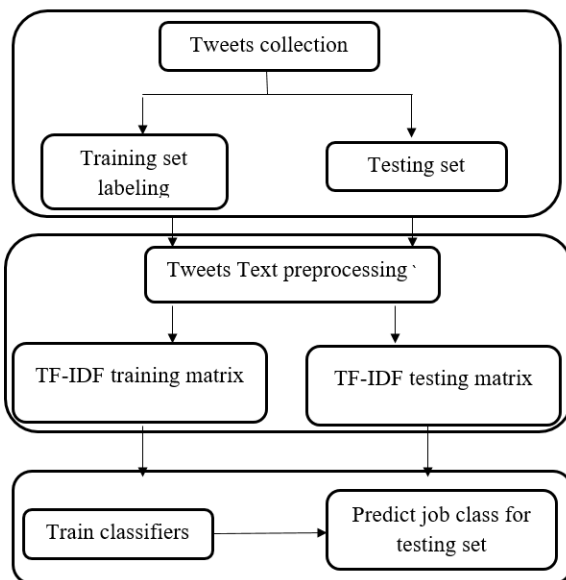 Tweets collection
Training set
labeling
Testing set
Tweets Text preprocessing `
TF-IDF training matrix
TF-IDF testing matrix
Train classifiers
Predict job class for
testing set